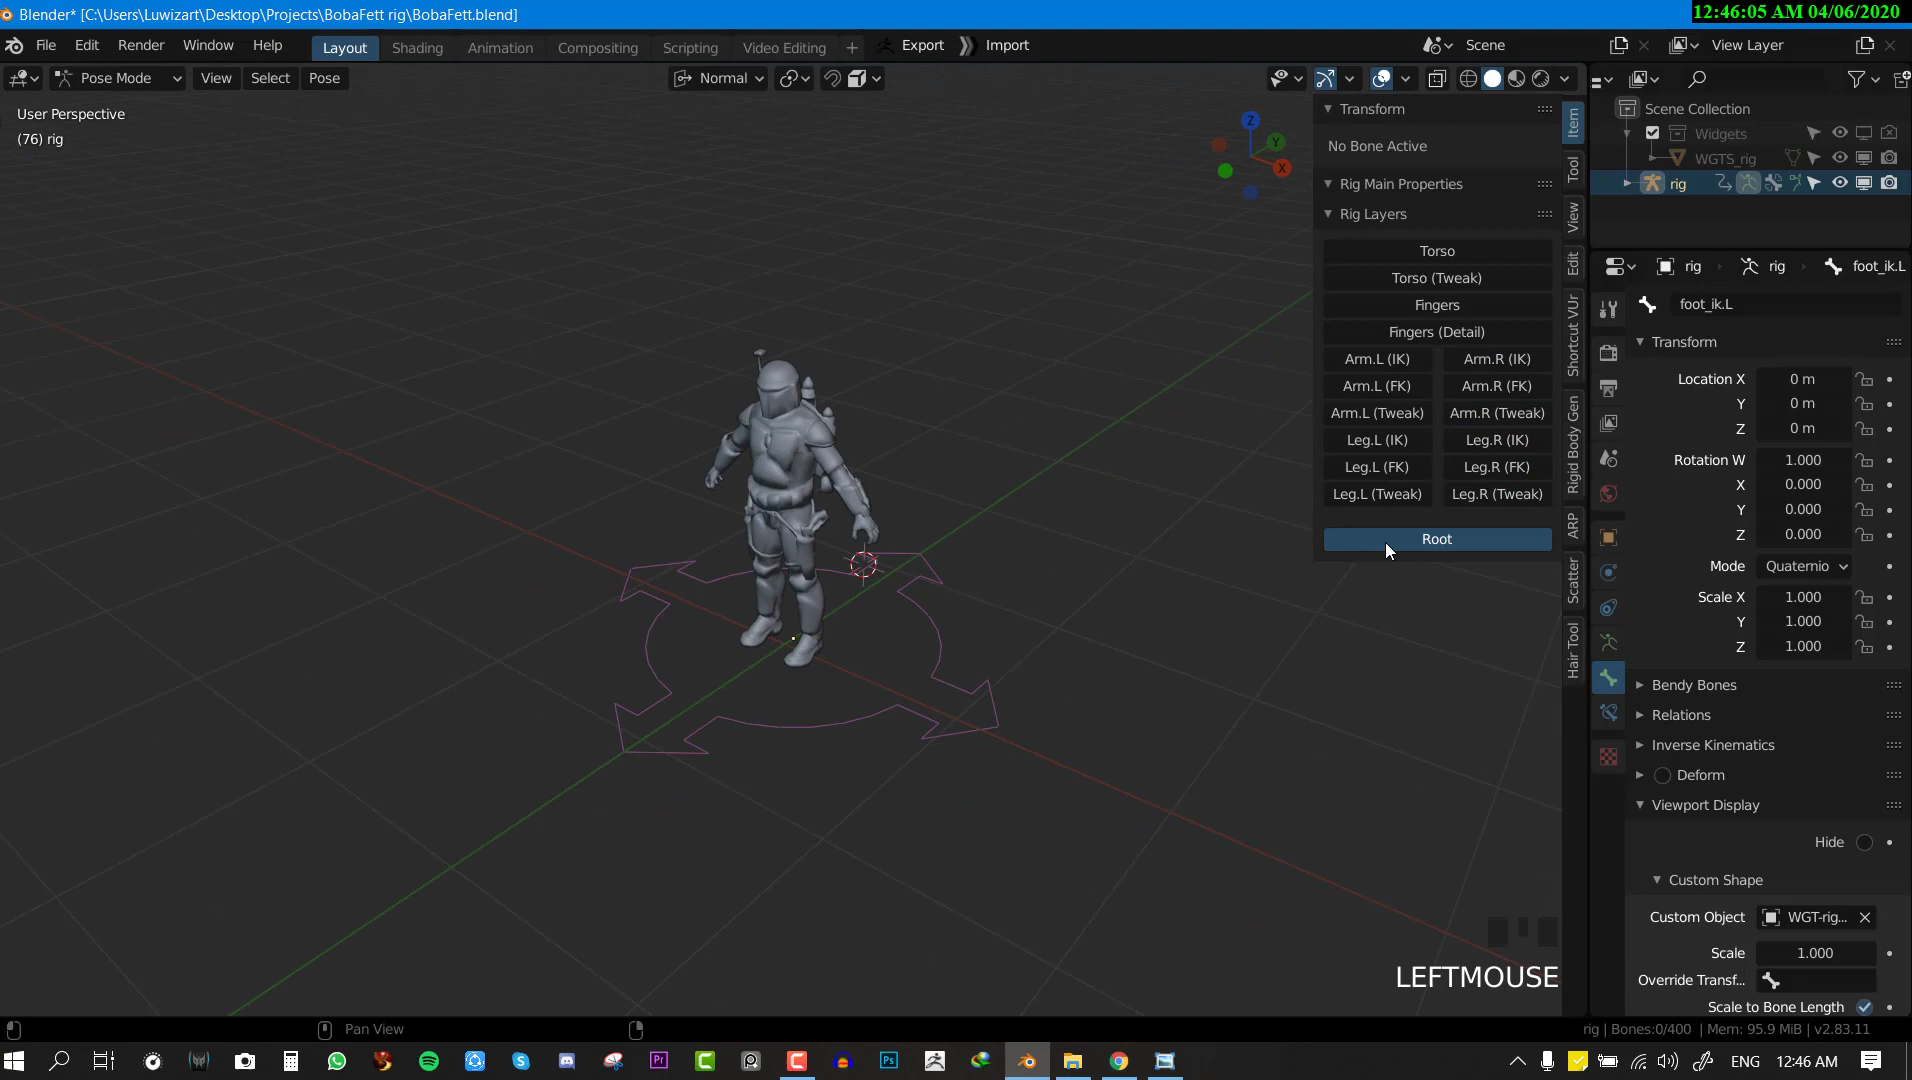 Blender* [C:\Users\Luwizart\Desktop\Projects\BobaFett rig\BobaFett.blend]
12:46:05 AM 04/06/2020
File Edit Render Window Help Layout Shading Animation Compositing Scripting Video Editing + Export Import Scene View Layer
Pose Mode View Select Pose Normal
User Perspective
(76) rig
Z
Y
X
Transform
No Bone Active
Rig Main Properties
Rig Layers
Torso
Torso (Tweak)
Fingers
Fingers (Detail)
Arm.L (IK) Arm.R (IK)
Arm.L (FK) Arm.R (FK)
Arm.L (Tweak) Arm.R (Tweak)
Leg.L (IK) Leg.R (IK)
Leg.L (FK) Leg.R (FK)
Leg.L (Tweak) Leg.R (Tweak)
Root
Item
Tool
View
Edit
Shortcut VUr
Rigid Body Gen
ARP
Scatter
Hair Tool
Scene Collection
Widgets
WGTS_rig
rig
rig rig foot_ik.L
foot_ik.L
Transform
Location X 0 m
Y 0 m
Z 0 m
Rotation W 1.000
X 0.000
Y 0.000
Z 0.000
Mode Quaternio
Scale X 1.000
Y 1.000
Z 1.000
Bendy Bones
Relations
Inverse Kinematics
Deform
Viewport Display
Hide
Custom Shape
Custom Object WGT-rig...
Scale 1.000
Override Transf...
Scale to Bone Length
LEFTMOUSE
Pan View
rig | Bones:0/400 | Mem: 95.9 MiB | v2.83.11
Pr
Ps
ENG 12:46 AM